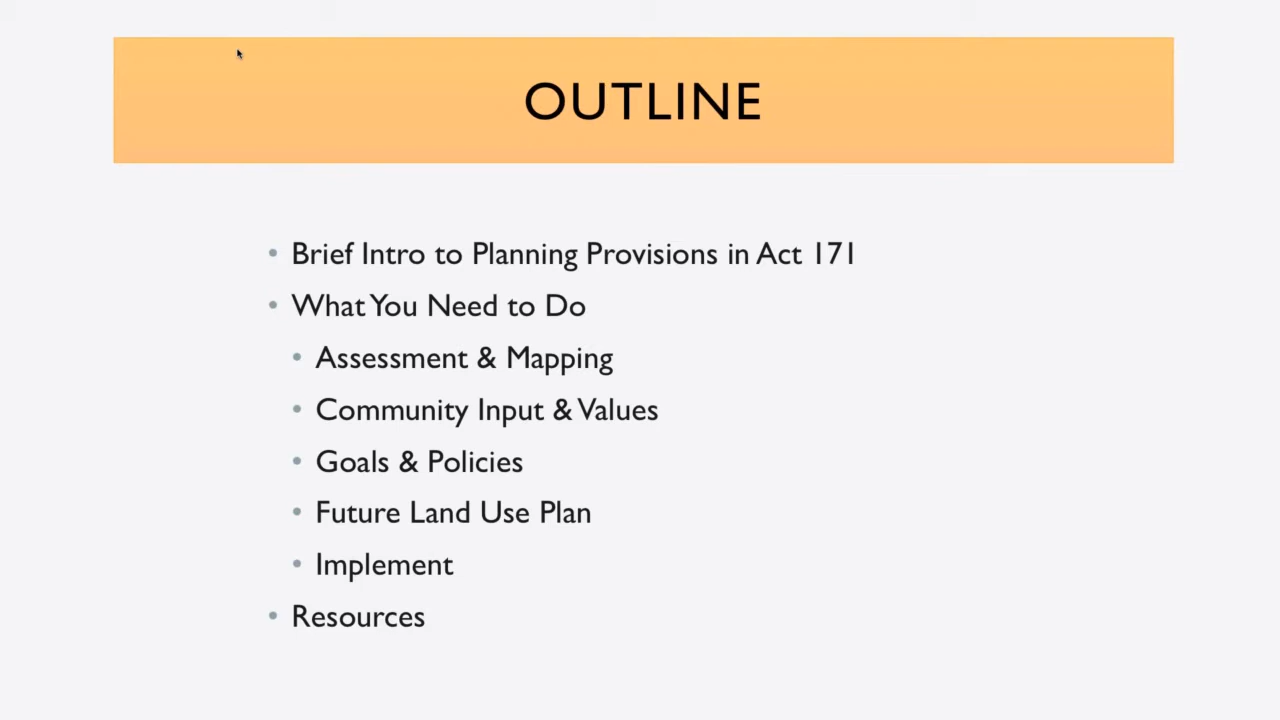 OUTLINE
• Brief Intro to Planning Provisions in Act 171
• What You Need to Do
• Assessment & Mapping
• Community Input & Values
• Goals & Policies
• Future Land Use Plan
• Implement
• Resources